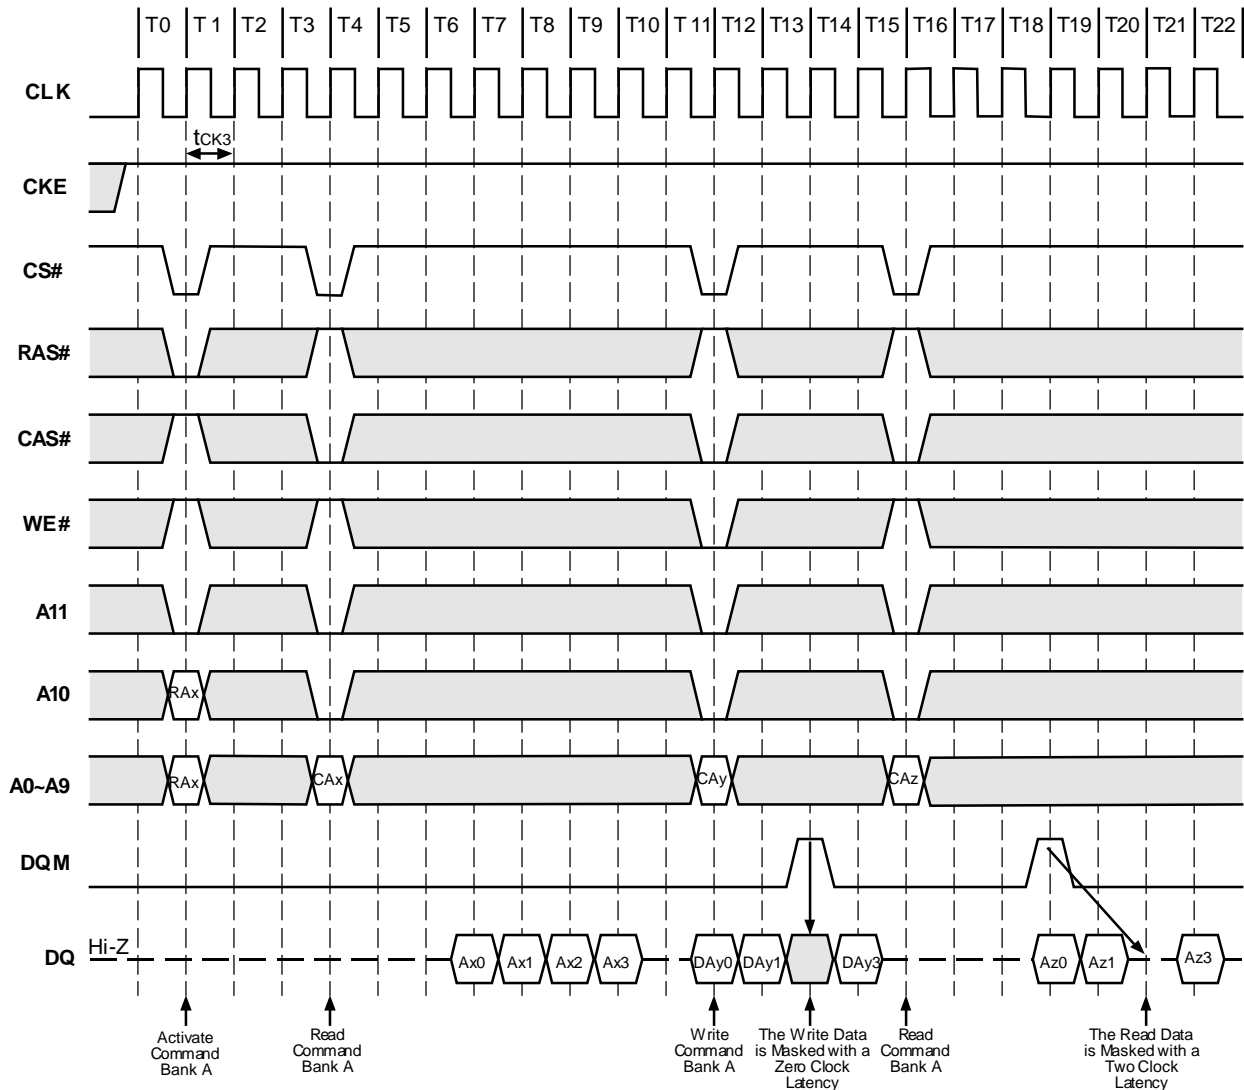 T0 T1 T2 T3 T4 T5 T6 T7 T8 T9 T10 T11 T12 T13 T14 T15 T16 T17 T18 T19 T20 T21 T22
CLK
tCK3
CKE
CS#
RAS#
CAS#
WE#
A11
A10 RAx
A0~A9 RAx CAx CAy CAz
DQM
Hi-Z
DQ Ax0 Ax1 Ax2 Ax3 DAy0 DAy1 DAy3 Az0 Az1 Az3
Activate
Command
Bank A
Read
Command
Bank A
Write
Command
Bank A
The Write Data
is Masked with a
Zero Clock
Latency
Read
Command
Bank A
The Read Data
is Masked with a
Two Clock
Latency